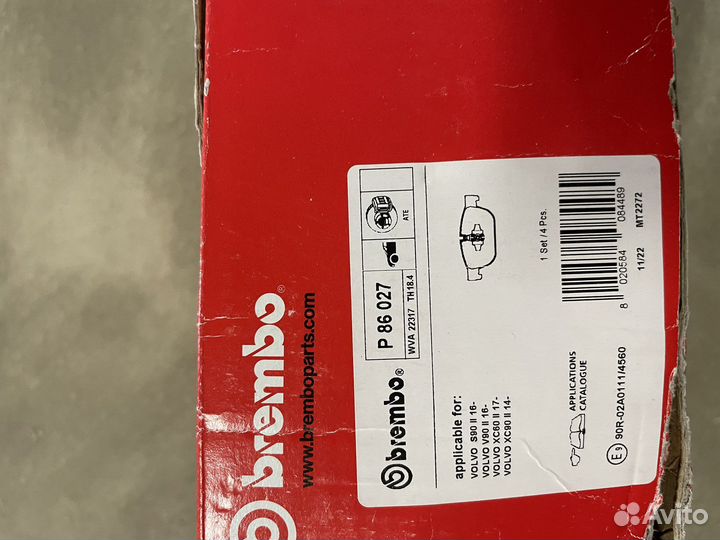 brembo®
www.bremboparts.com
P 86 027
WVA 22317 TH18.4
ATE
brembo®
applicable for:
VOLVO S90 II 16-
VOLVO V90 II 16-
VOLVO XC60 II 17-
VOLVO XC90 II 14-
1 Set / 4 Pcs.
8 020584 084489
11/22 MT2272
APPLICATIONS
CATALOGUE
E9 90R-02A0111/4560
Avito